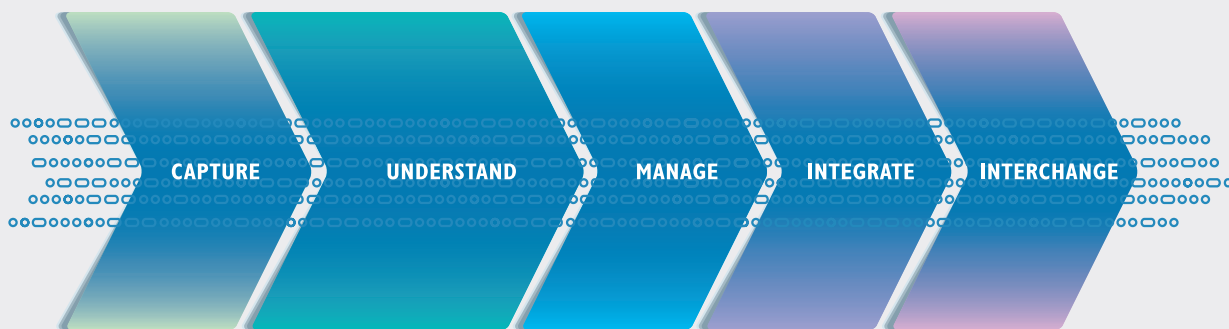 CAPTURE
UNDERSTAND
MANAGE
INTEGRATE
INTERCHANGE